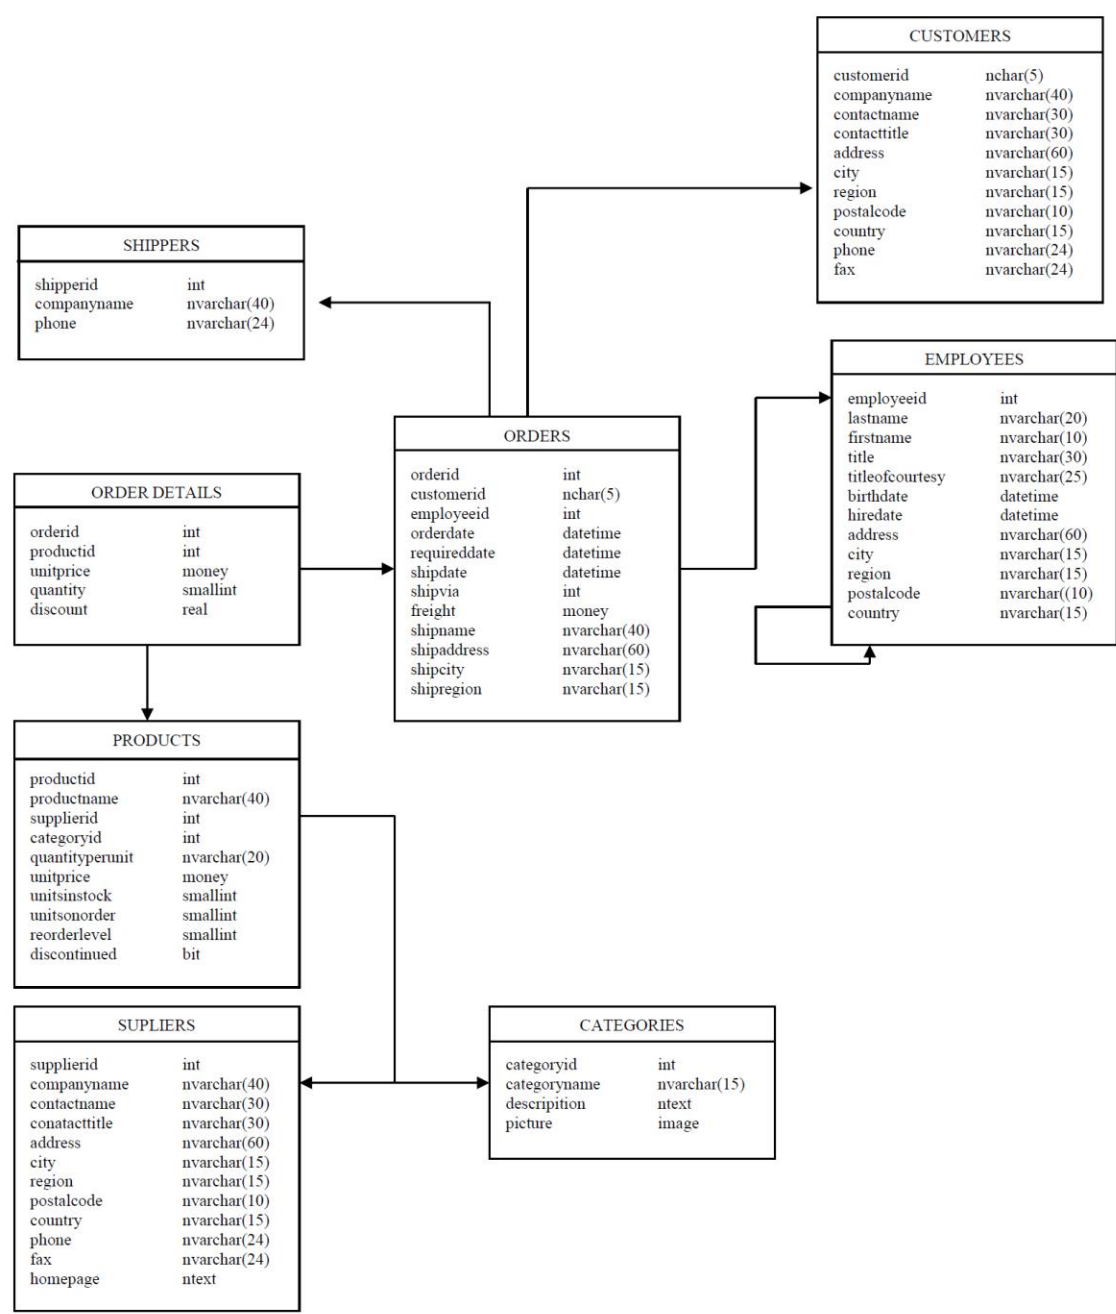 CUSTOMERS
customerid nchar(5)
companyname nvarchar(40)
contactname nvarchar(30)
contacttitle nvarchar(30)
address nvarchar(60)
city nvarchar(15)
region nvarchar(15)
postalcode nvarchar(10)
country nvarchar(15)
phone nvarchar(24)
fax nvarchar(24)
SHIPPERS
shipperid int
companyname nvarchar(40)
phone nvarchar(24)
EMPLOYEES
employeeid int
lastname nvarchar(20)
firstname nvarchar(10)
title nvarchar(30)
titleofcourtesy nvarchar(25)
birthdate datetime
hiredate datetime
address nvarchar(60)
city nvarchar(15)
region nvarchar(15)
postalcode nvarchar((10)
country nvarchar(15)
ORDERS
orderid int
customerid nchar(5)
employeeid int
orderdate datetime
requireddate datetime
shipdate datetime
shipvia int
freight money
shipname nvarchar(40)
shipaddress nvarchar(60)
shipcity nvarchar(15)
shipregion nvarchar(15)
ORDER DETAILS
orderid int
productid int
unitprice money
quantity smallint
discount real
PRODUCTS
productid int
productname nvarchar(40)
supplierid int
categoryid int
quantityperunit nvarchar(20)
unitprice money
unitsinstock smallint
unitsonorder smallint
reorderlevel smallint
discontinued bit
SUPLIERS
supplierid int
companyname nvarchar(40)
contactname nvarchar(30)
conatacttitle nvarchar(30)
address nvarchar(60)
city nvarchar(15)
region nvarchar(15)
postalcode nvarchar(10)
country nvarchar(15)
phone nvarchar(24)
fax nvarchar(24)
homepage ntext
CATEGORIES
categoryid int
categoryname nvarchar(15)
descripition ntext
picture image